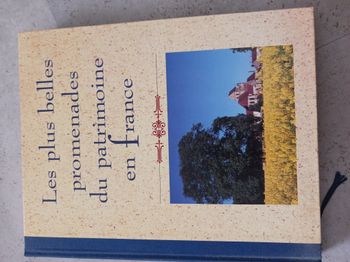 Les plus belles
promenades
du patrimoine
en france